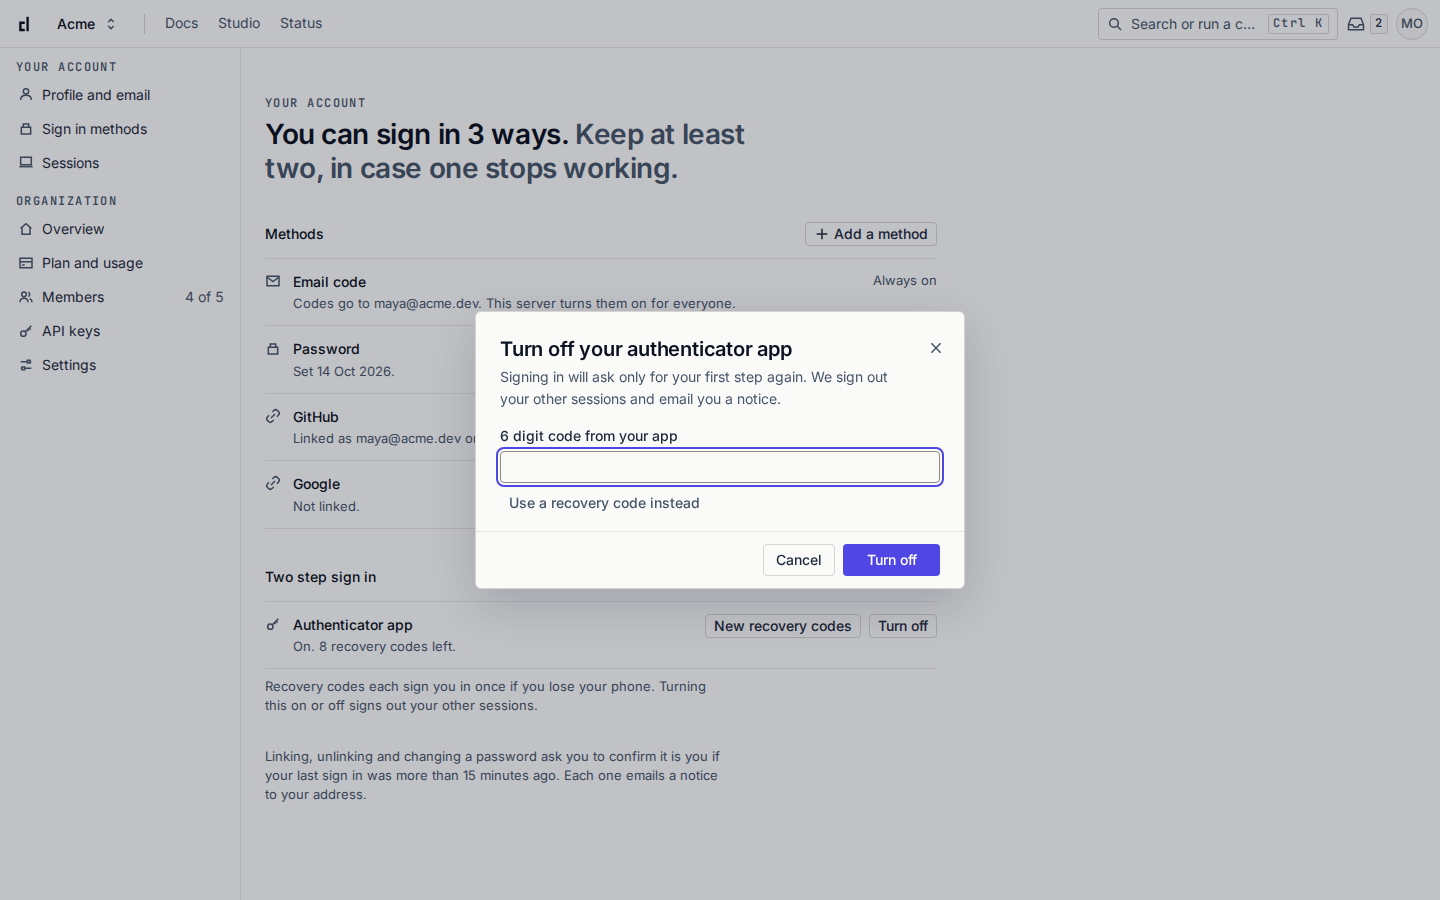 Acme
Docs
Studio
Status
Search or run a c...
Ctrl K
2
MO
YOUR ACCOUNT
Profile and email
Sign in methods
Sessions
ORGANIZATION
Overview
Plan and usage
Members
4 of 5
API keys
Settings
YOUR ACCOUNT
You can sign in 3 ways. Keep at least
two, in case one stops working.
Methods
Add a method
Email code
Always on
Codes go to maya@acme.dev. This server turns them on for everyone.
Password
Set 14 Oct 2026.
GitHub
Linked as maya@acme.dev
Google
Not linked.
Turn off your authenticator app
Signing in will ask only for your first step again. We sign out
your other sessions and email you a notice.
6 digit code from your app
Use a recovery code instead
Cancel
Turn off
Two step sign in
Authenticator app
New recovery codes
Turn off
On. 8 recovery codes left.
Recovery codes each sign you in once if you lose your phone. Turning
this on or off signs out your other sessions.
Linking, unlinking and changing a password ask you to confirm it is you if
your last sign in was more than 15 minutes ago. Each one emails a notice
to your address.